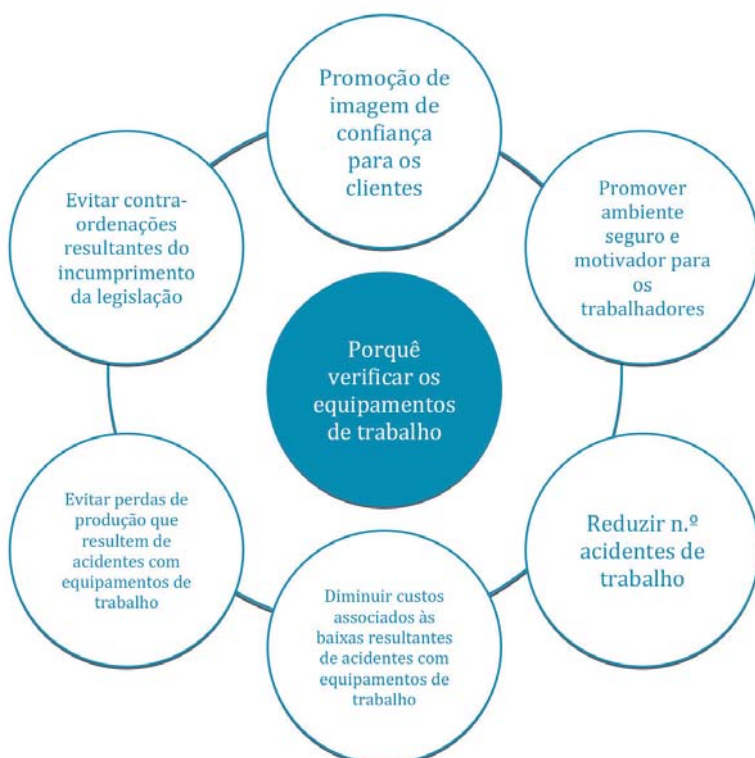 Promoção de
imagem de
confiança
para os
clientes
Promover
ambiente
seguro e
motivador para
os
trabalhadores
Reduzir n.º
acidentes de
trabalho
Diminuir custos
associados às
baixas resultantes
de acidentes com
equipamentos de
trabalho
Evitar perdas de
produção que
resultem de
acidentes com
equipamentos de
trabalho
Evitar contra-
ordenações
resultantes do
incumprimento
da legislação
Porquê
verificar os
equipamentos
de trabalho